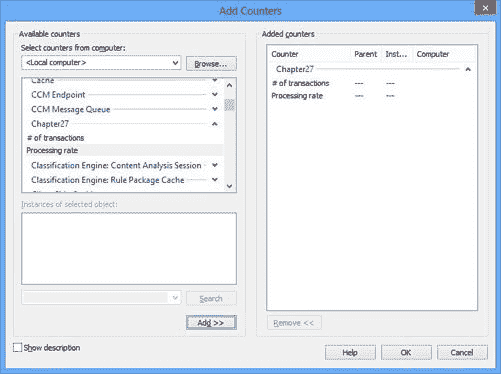 Add Counters
Available counters
Select counters from computer:
<Local computer>
Browse...
Cache
CCM Endpoint
CCM Message Queue
Chapter27
# of transactions
Processing rate
Classification Engine: Content Analysis Session
Classification Engine: Rule Package Cache
Instances of selected object:
Search
Add >>
Show description
Added counters
Counter Parent Inst... Computer
Chapter27
# of transactions --- ---
Processing rate --- ---
Remove <<
Help OK Cancel